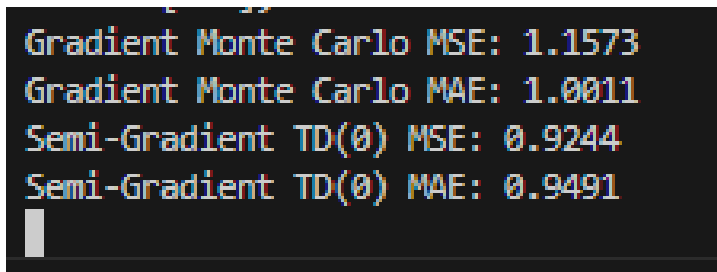 Gradient Monte Carlo MSE: 1.1573
Gradient Monte Carlo MAE: 1.0011
Semi-Gradient TD(0) MSE: 0.9244
Semi-Gradient TD(0) MAE: 0.9491